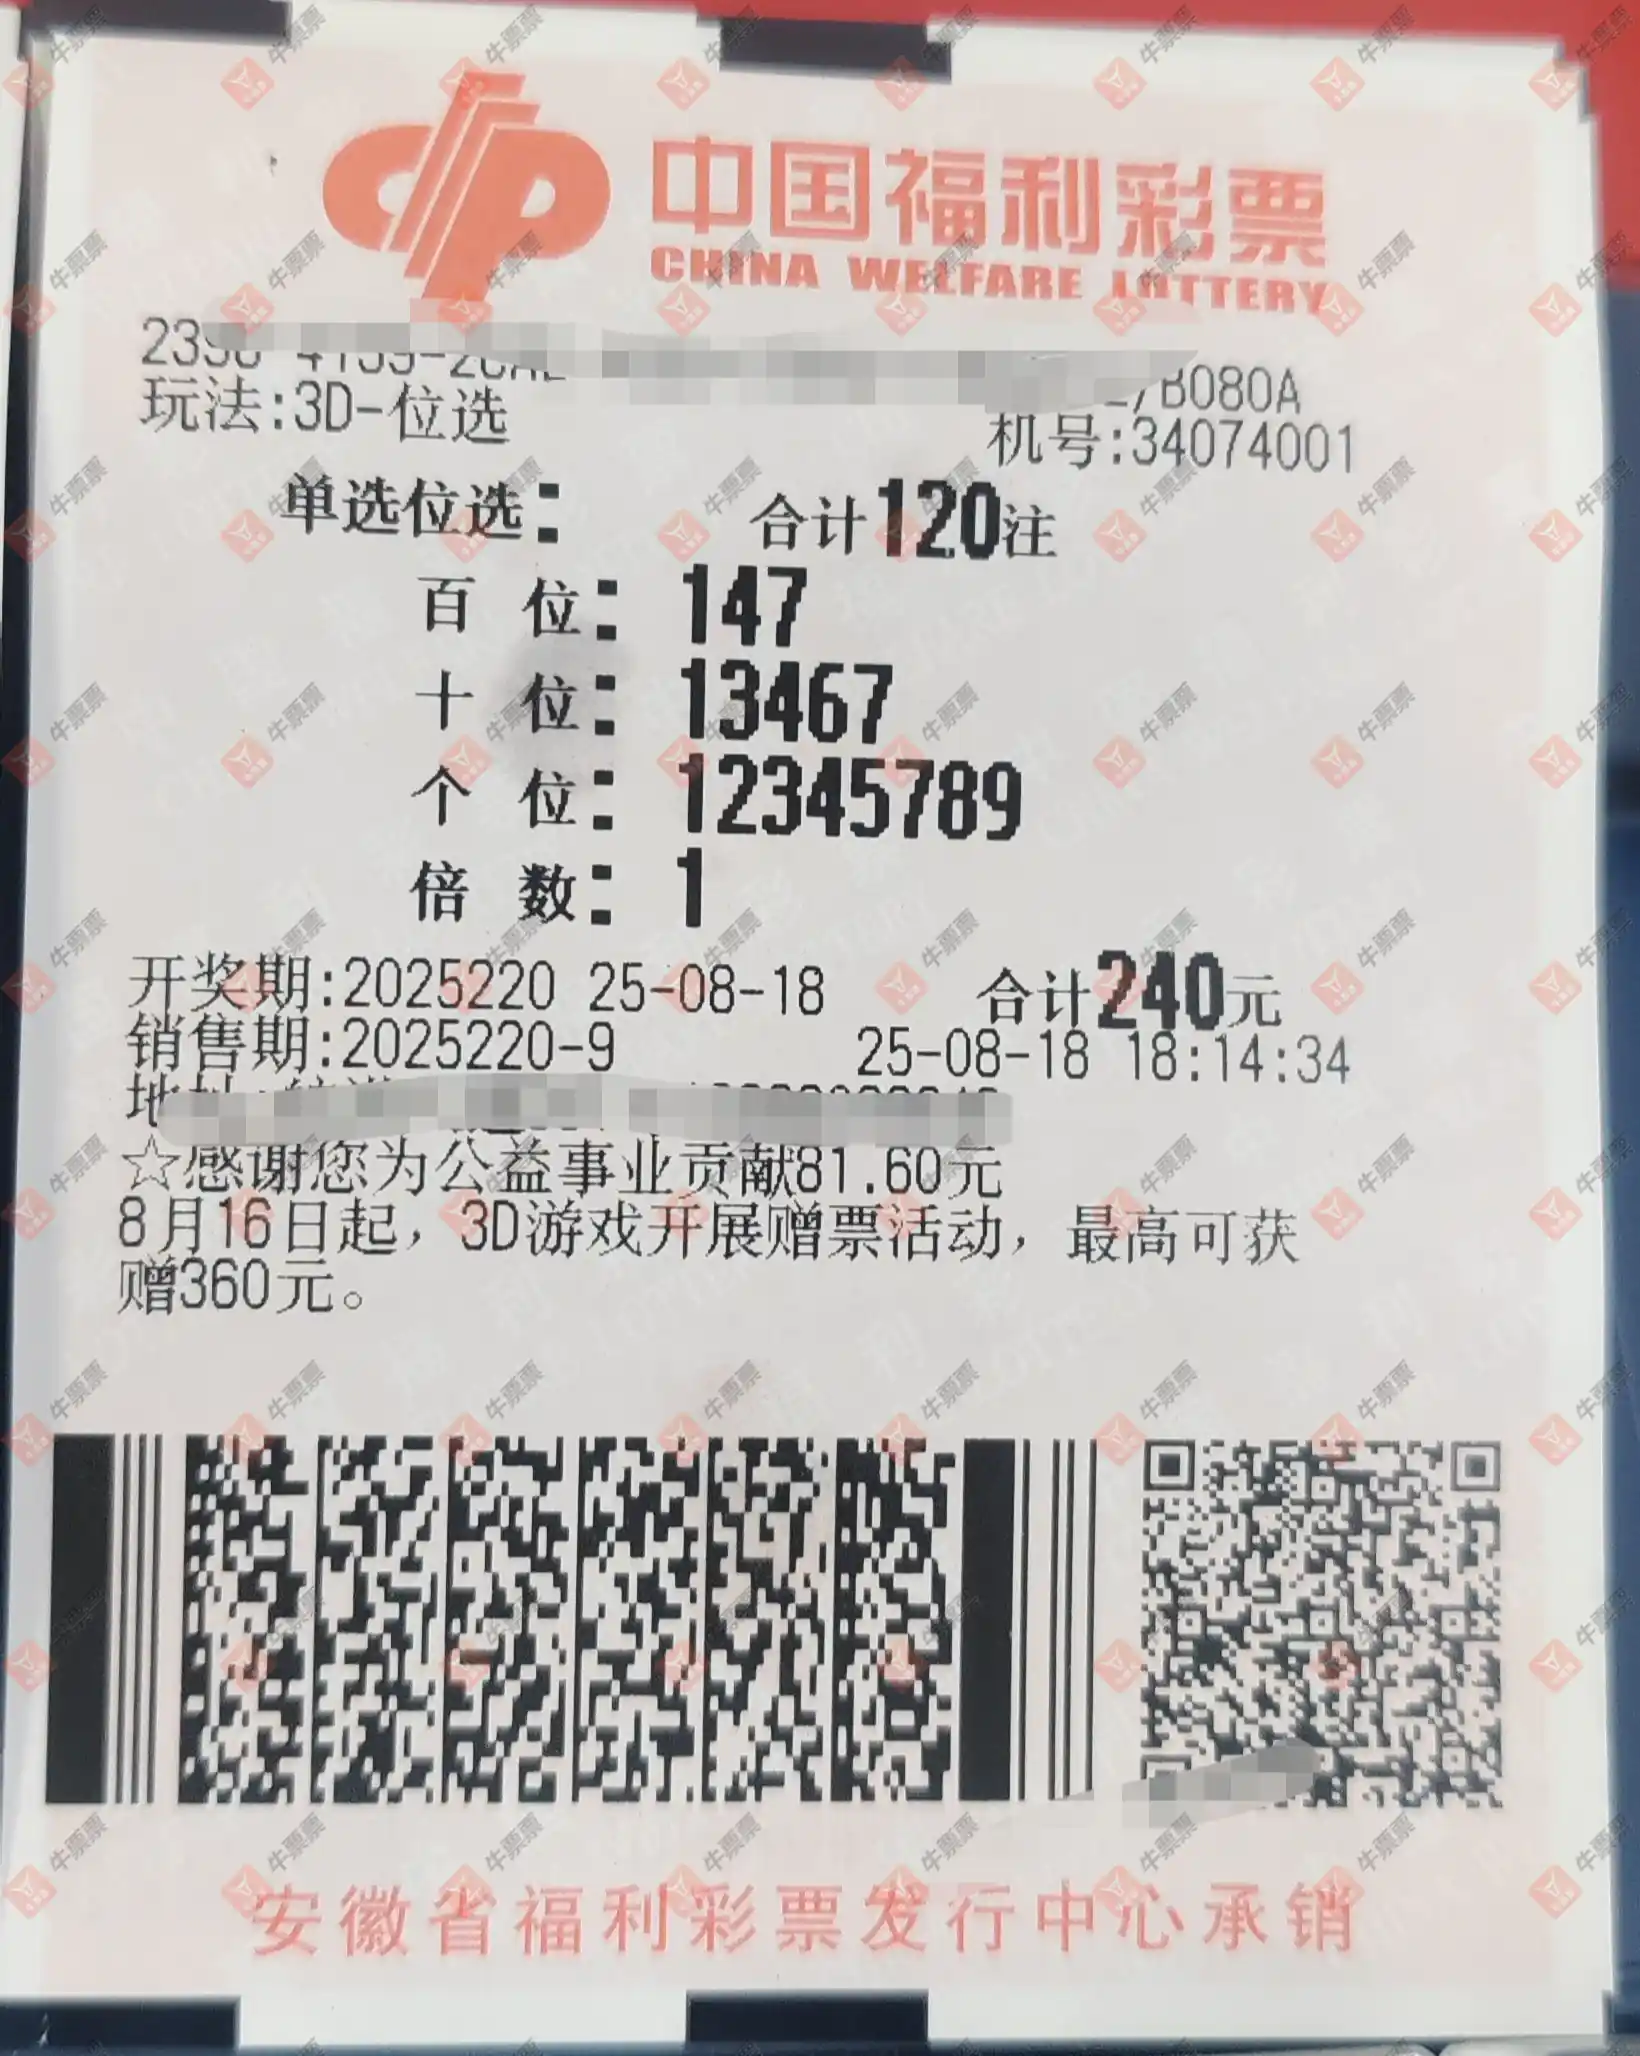 中国福利彩票
CHINA WELFARE LOTTERY
B080A
玩法:3D-位选
机号:34074001
单选位选: 合计120注
百 位: 147
十 位: 13467
个 位: 12345789
倍 数: 1
开奖期:2025220 25-08-18 合计240元
销售期:2025220-9 25-08-18 18:14:34
☆感谢您为公益事业贡献81.60元
8月16日起，3D游戏开展赠票活动，最高可获
赠360元。
安徽省福利彩票发行中心承销
牛票票